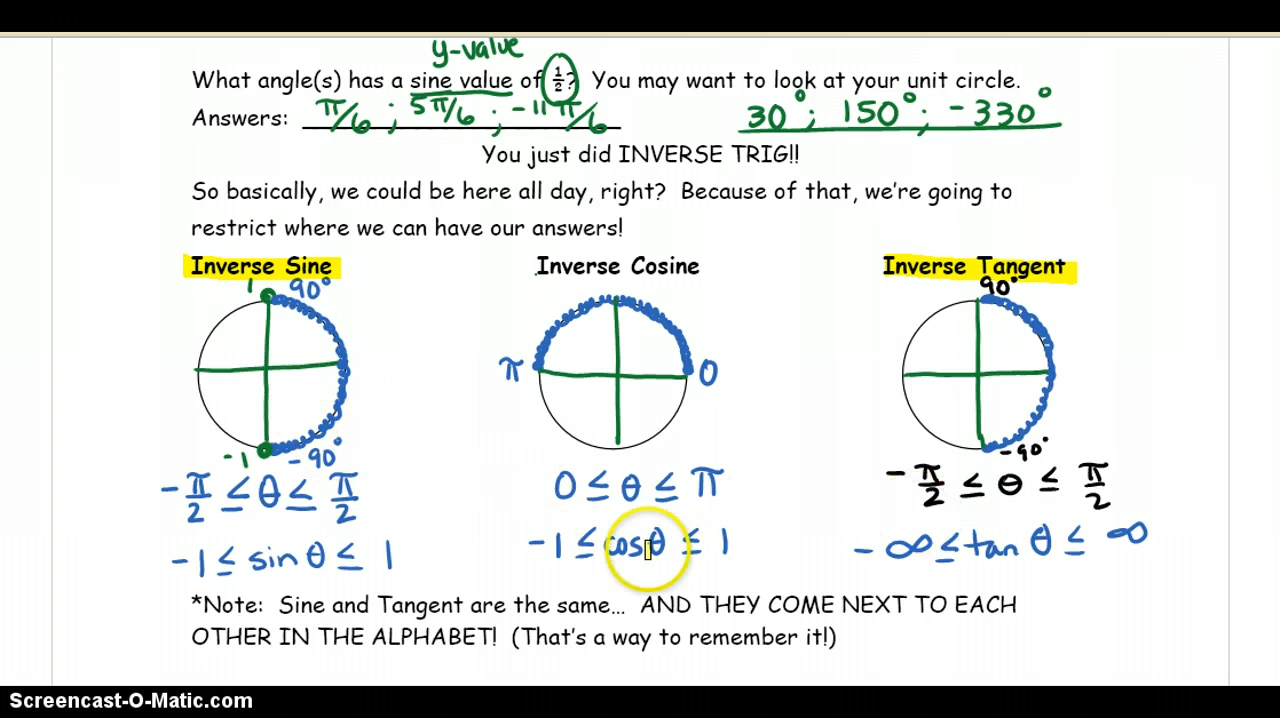 y-value
What angle(s) has a sine value of ½? You may want to look at your unit circle.
Answers: π/6 ; 5π/6 ; -11π/6 30° ; 150° ; -330°
You just did INVERSE TRIG!!
So basically, we could be here all day, right? Because of that, we're going to
restrict where we can have our answers!
Inverse Sine Inverse Cosine Inverse Tangent
1 90° 90°
π 0
-1 -90° -90°
-π/2 ≤ θ ≤ π/2 0 ≤ θ ≤ π -π/2 ≤ θ ≤ π/2
-1 ≤ sin θ ≤ 1 -1 ≤ cosθ ≤ 1 -∞ ≤ tan θ ≤ ∞
*Note: Sine and Tangent are the same... AND THEY COME NEXT TO EACH
OTHER IN THE ALPHABET! (That's a way to remember it!)
Screencast-O-Matic.com